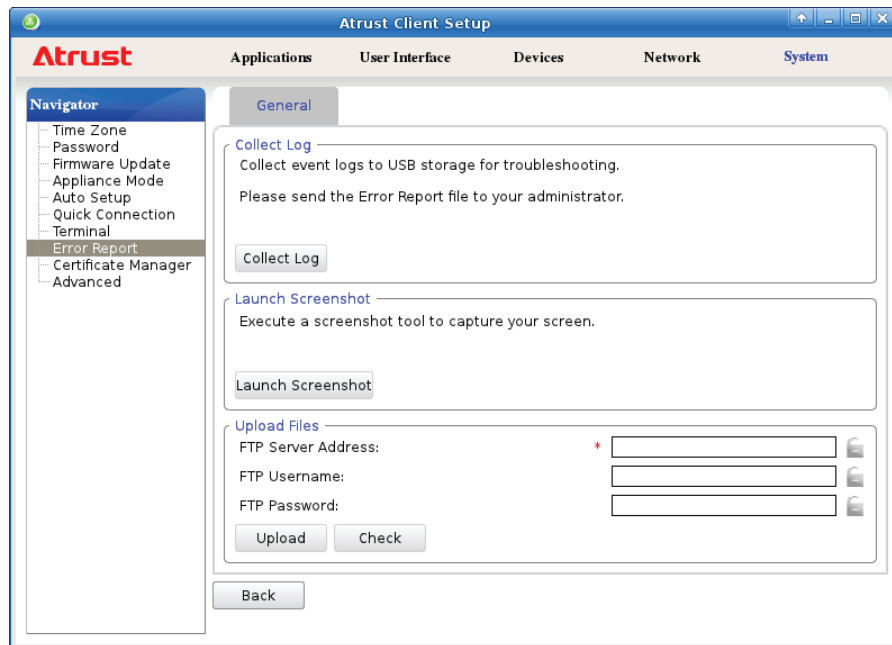 Atrust Client Setup
Atrust
Applications User Interface Devices Network System
Navigator
Time Zone
Password
Firmware Update
Appliance Mode
Auto Setup
Quick Connection
Terminal
Error Report
Certificate Manager
Advanced
General
Collect Log
Collect event logs to USB storage for troubleshooting.
Please send the Error Report file to your administrator.
Collect Log
Launch Screenshot
Execute a screenshot tool to capture your screen.
Launch Screenshot
Upload Files
FTP Server Address: *
FTP Username:
FTP Password:
Upload Check
Back